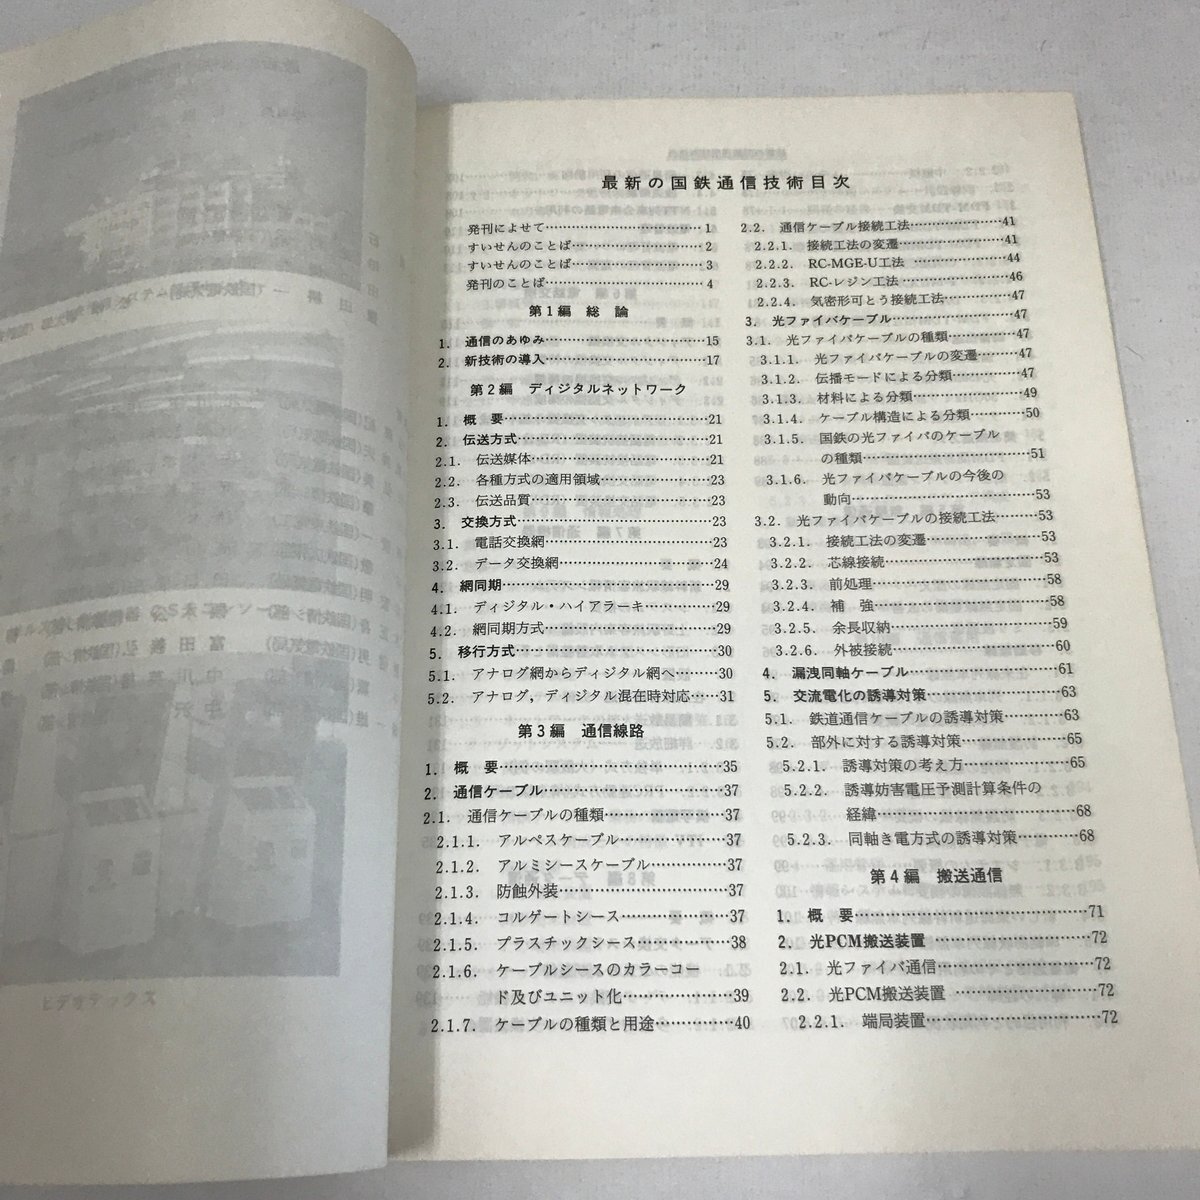 最新の国鉄通信技術目次
発刊によせて…………………………1
すいせんのことば……………………2
すいせんのことば……………………3
発刊のことば…………………………4
第1編 総論
1. 通信のあゆみ……………………15
2. 新技術の導入……………………17
第2編 ディジタルネットワーク
1. 概要………………………………21
2. 伝送方式…………………………21
2.1. 伝送媒体………………………21
2.2. 各種方式の適用領域…………23
2.3. 伝送品質………………………23
3. 交換方式…………………………23
3.1. 電話交換網……………………23
3.2. データ交換網…………………24
4. 網同期……………………………29
4.1. ディジタル・ハイアラーキ…………29
4.2. 網同期方式……………………29
5. 移行方式…………………………30
5.1. アナログ網からディジタル網へ………30
5.2. アナログ,ディジタル混在時対応……31
第3編 通信線路
1. 概要………………………………35
2. 通信ケーブル……………………37
2.1. 通信ケーブルの種類…………37
2.1.1. アルペスケーブル……………37
2.1.2. アルミシースケーブル…………37
2.1.3. 防蝕外装……………………37
2.1.4. コルゲートシース……………37
2.1.5. プラスチックシース……………38
2.1.6. ケーブルシースのカラーコー
ド及びユニット化……………39
2.1.7. ケーブルの種類と用途…………40
2.2. 通信ケーブル接続工法…………41
2.2.1. 接続工法の変遷……………41
2.2.2. RC-MGE-U工法……………44
2.2.3. RC-レジン工法……………46
2.2.4. 気密形可とう接続工法…………47
3. 光ファイバケーブル………………47
3.1. 光ファイバケーブルの種類………47
3.1.1. 光ファイバケーブルの変遷……47
3.1.2. 伝播モードによる分類…………47
3.1.3. 材料による分類……………49
3.1.4. ケーブル構造による分類………50
3.1.5. 国鉄の光ファイバのケーブル
の種類……………………51
3.1.6. 光ファイバケーブルの今後の
動向………………………53
3.2. 光ファイバケーブルの接続工法……53
3.2.1. 接続工法の変遷……………53
3.2.2. 芯線接続……………………53
3.2.3. 前処理………………………58
3.2.4. 補強…………………………58
3.2.5. 余長収納……………………59
3.2.6. 外被接続……………………60
4. 漏洩同軸ケーブル………………61
5. 交流電化の誘導対策……………63
5.1. 鉄道通信ケーブルの誘導対策………63
5.2. 部外に対する誘導対策…………65
5.2.1. 誘導対策の考え方……………65
5.2.2. 誘導妨害電圧予測計算条件の
経緯………………………68
5.2.3. 同軸き電方式の誘導対策………68
第4編 搬送通信
1. 概要………………………………71
2. 光PCM搬送装置…………………72
2.1. 光ファイバ通信………………72
2.2. 光PCM搬送装置………………72
2.2.1. 端局装置……………………72